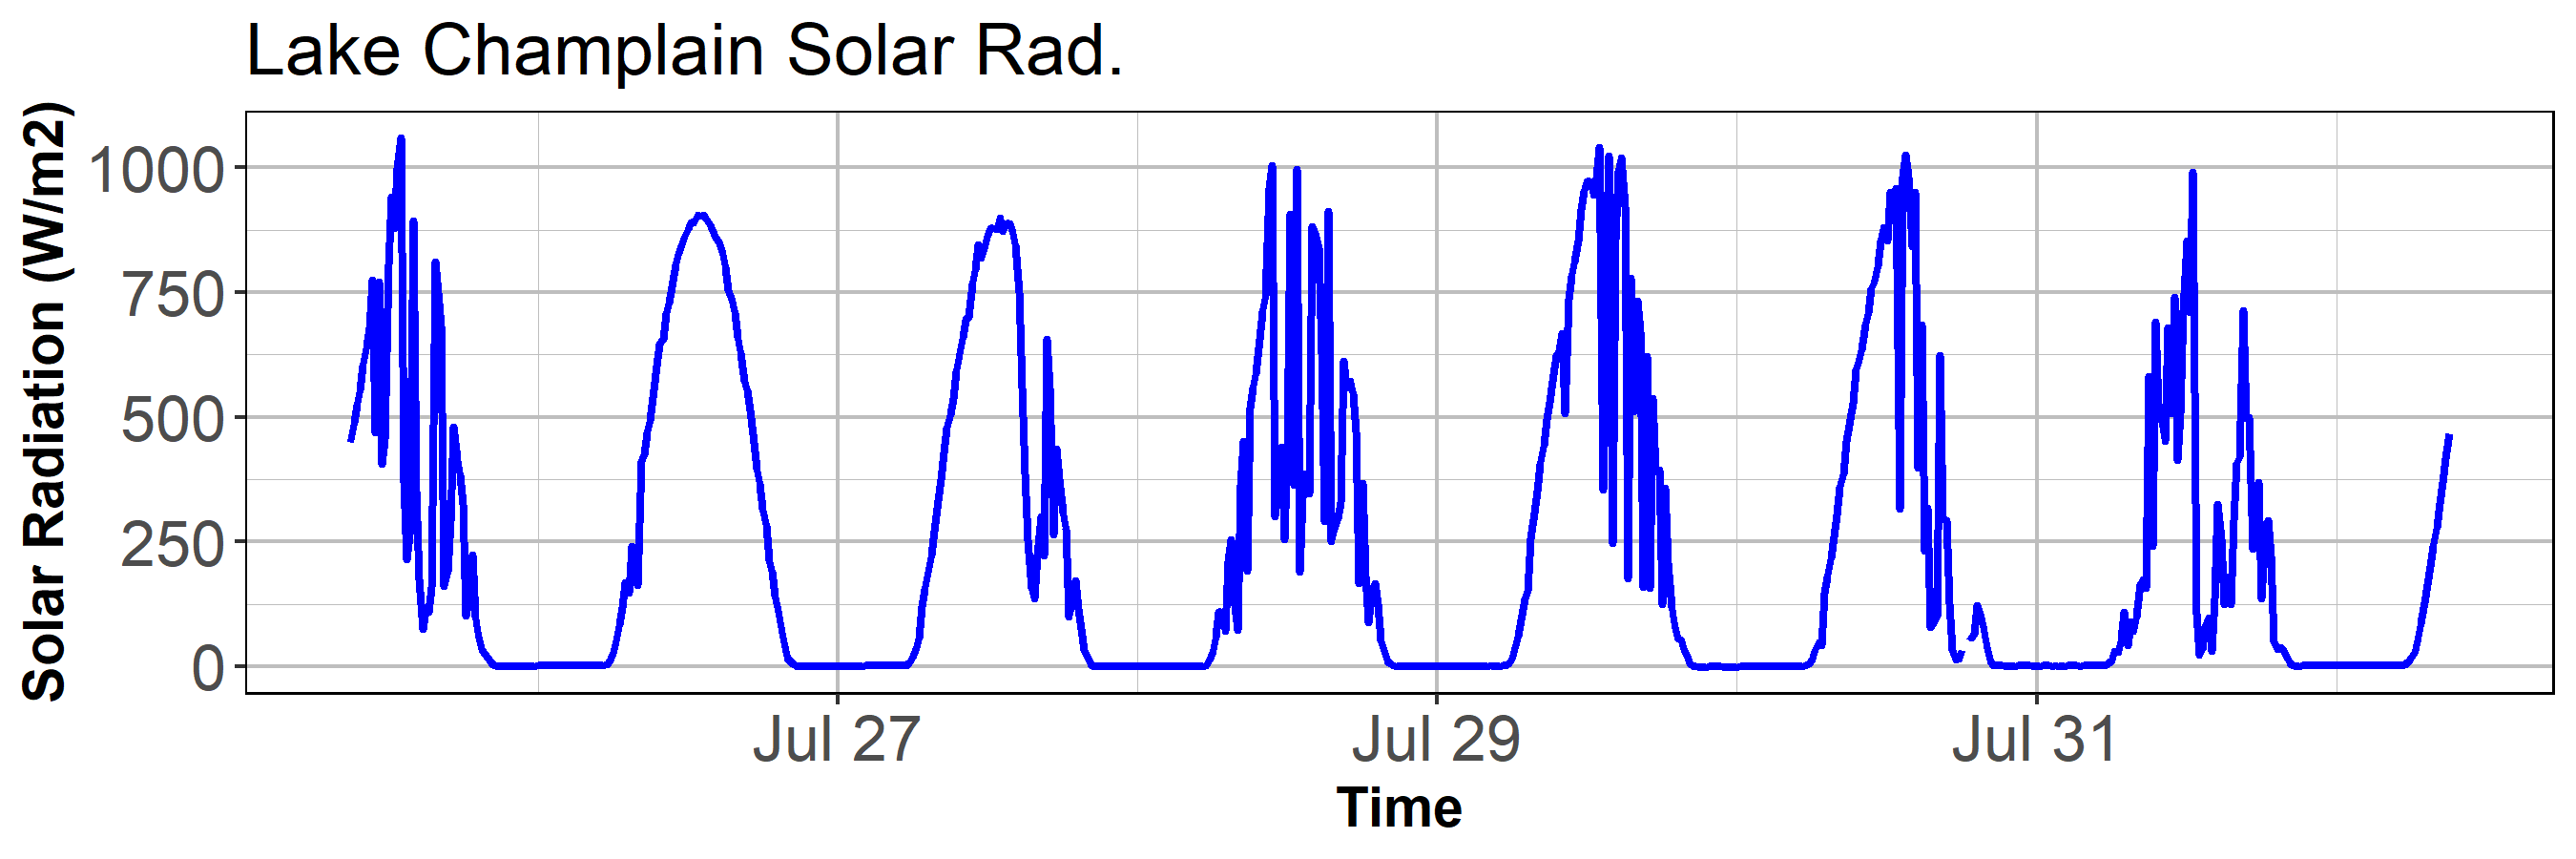 Lake Champlain Solar Rad.
Solar Radiation (W/m2)
1000
750
500
250
0
Jul 27 Jul 29 Jul 31
Time